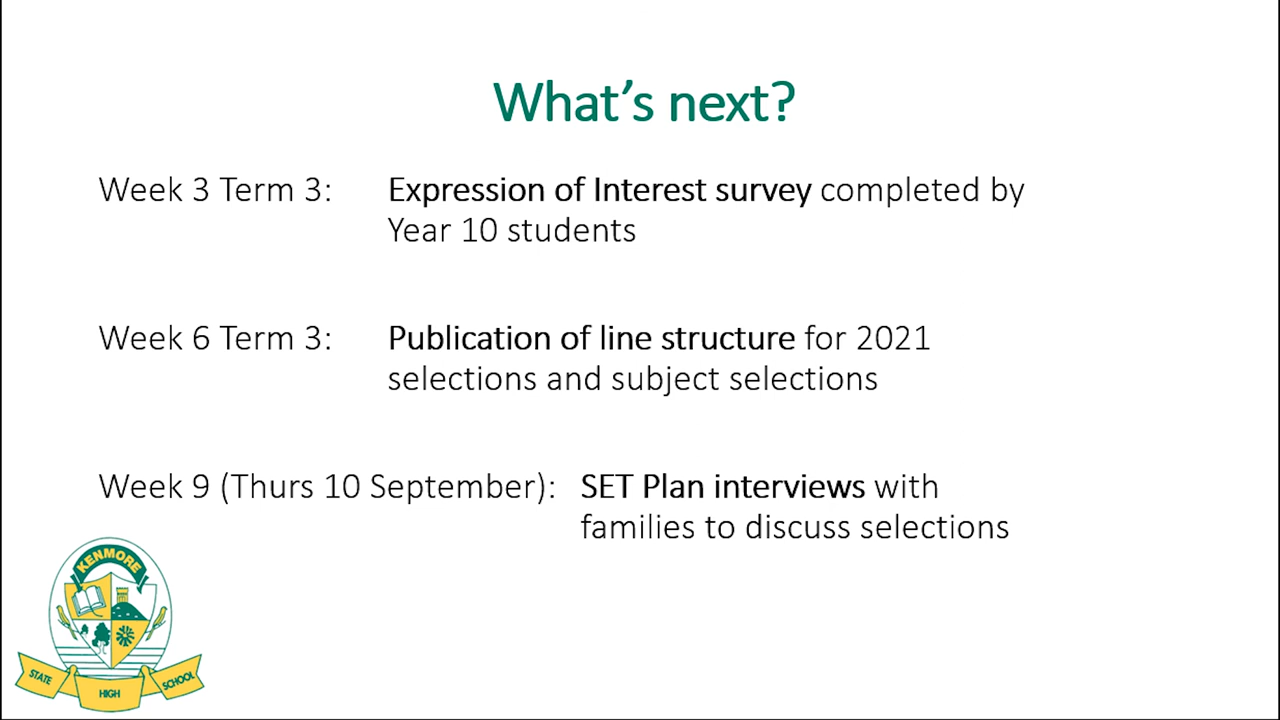 What's next?
Week 3 Term 3: Expression of Interest survey completed by
Year 10 students
Week 6 Term 3: Publication of line structure for 2021
selections and subject selections
Week 9 (Thurs 10 September): SET Plan interviews with
families to discuss selections
KENMORE
STATE HIGH SCHOOL